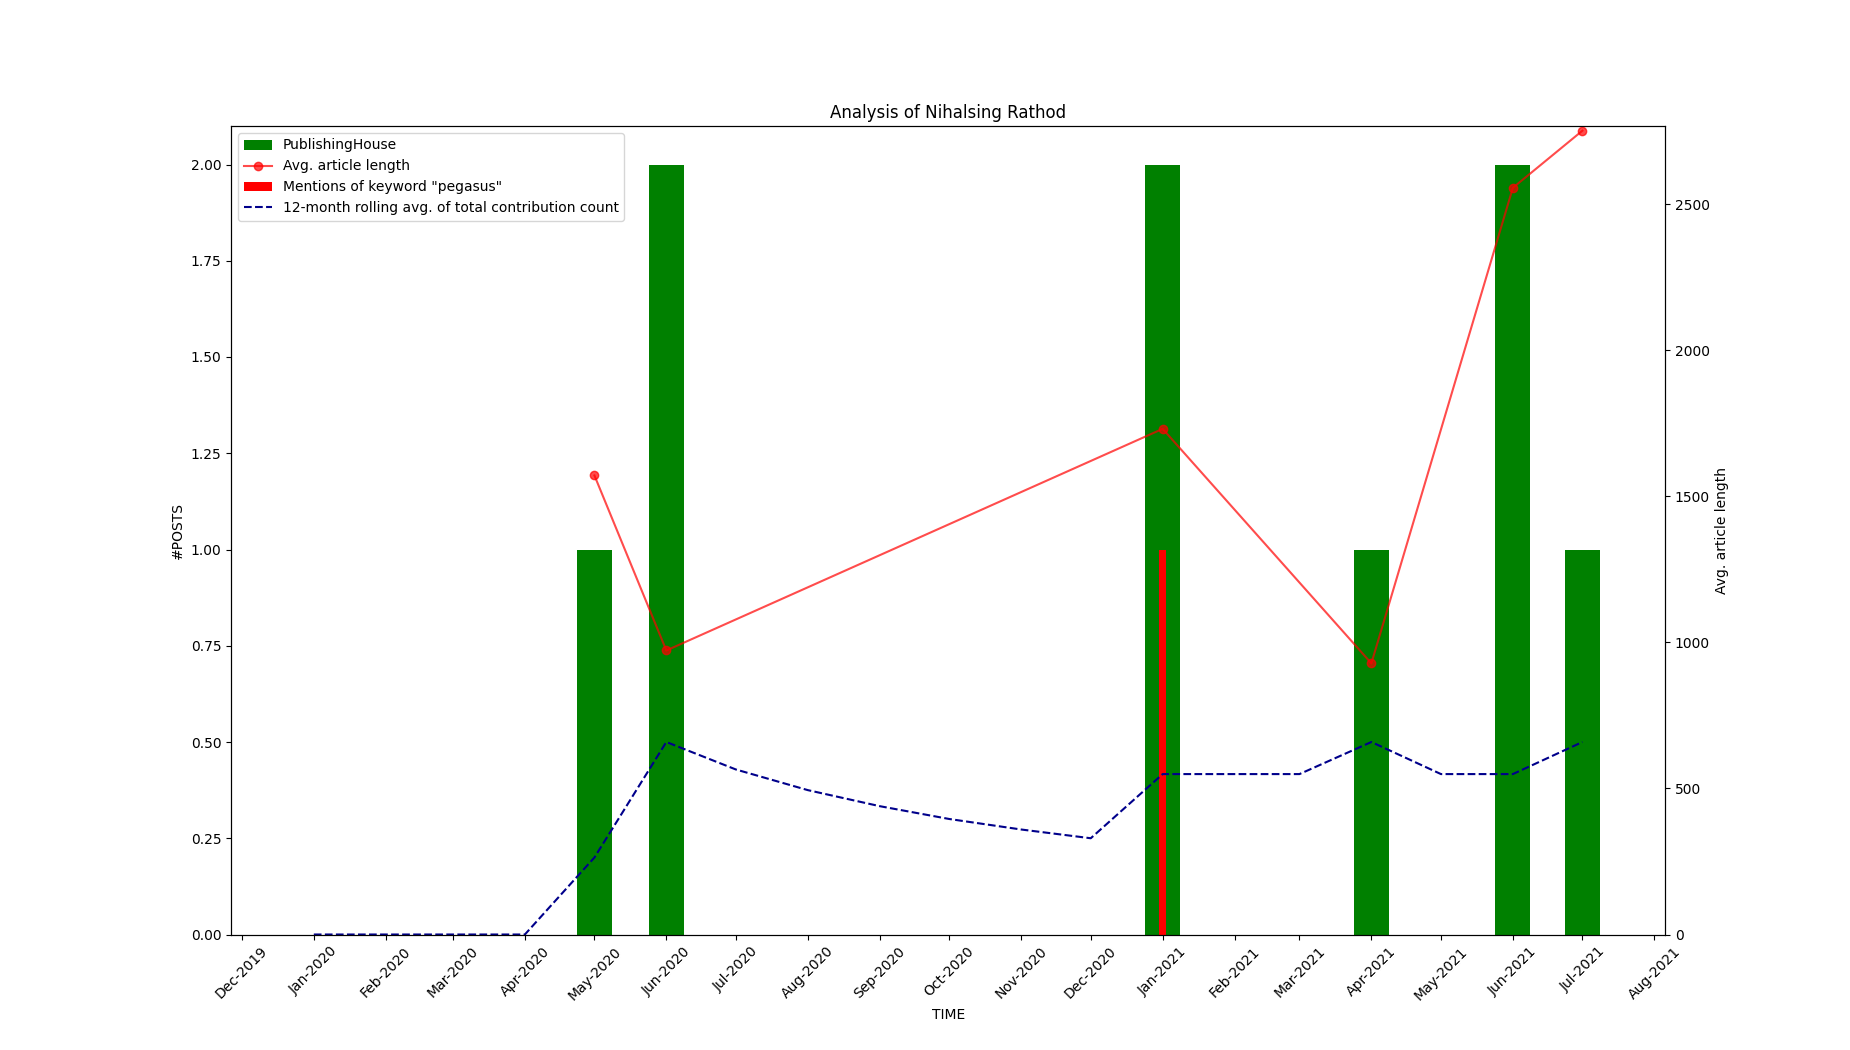 Analysis of Nihalsing Rathod
PublishingHouse
Avg. article length
Mentions of keyword "pegasus"
12-month rolling avg. of total contribution count
2.00
1.75
1.50
1.25
1.00
0.75
0.50
0.25
0.00
#POSTS
2500
2000
1500
1000
500
0
Avg. article length
Dec-2019
Jan-2020
Feb-2020
Mar-2020
Apr-2020
May-2020
Jun-2020
Jul-2020
Aug-2020
Sep-2020
Oct-2020
Nov-2020
Dec-2020
Jan-2021
Feb-2021
Mar-2021
Apr-2021
May-2021
Jun-2021
Jul-2021
Aug-2021
TIME